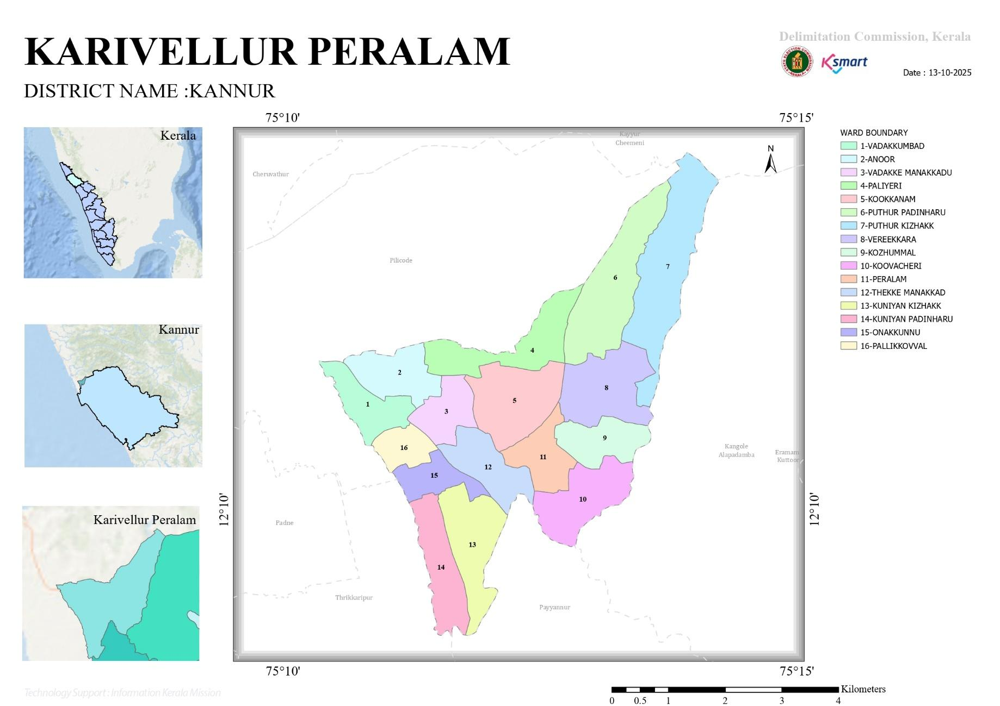 KARIVELLUR PERALAM
DISTRICT NAME :KANNUR
Delimitation Commission, Kerala
STATE ELECTION COMMISSION
KERALA
Ksmart
Date : 13-10-2025
Kerala
Kannur
Karivellur Peralam
75°10'
75°15'
Kayyur
Cheemeni
N
Cheruvathur
Pilicode
7
6
4
2
8
5
1
3
9
16
11
12
15
10
13
14
Kangole
Alapadamba
Eramam
Kuttoor
Padne
Thrikkaripur
Payyannur
12°10'
12°10'
75°10'
75°15'
WARD BOUNDARY
1-VADAKKUMBAD
2-ANOOR
3-VADAKKE MANAKKADU
4-PALIYERI
5-KOOKKANAM
6-PUTHUR PADINHARU
7-PUTHUR KIZHAKK
8-VEREEKKARA
9-KOZHUMMAL
10-KOOVACHERI
11-PERALAM
12-THEKKE MANAKKAD
13-KUNIYAN KIZHAKK
14-KUNIYAN PADINHARU
15-ONAKKUNNU
16-PALLIKKOVVAL
Technology Support : Information Kerala Mission
Kilometers
0 0.5 1 2 3 4